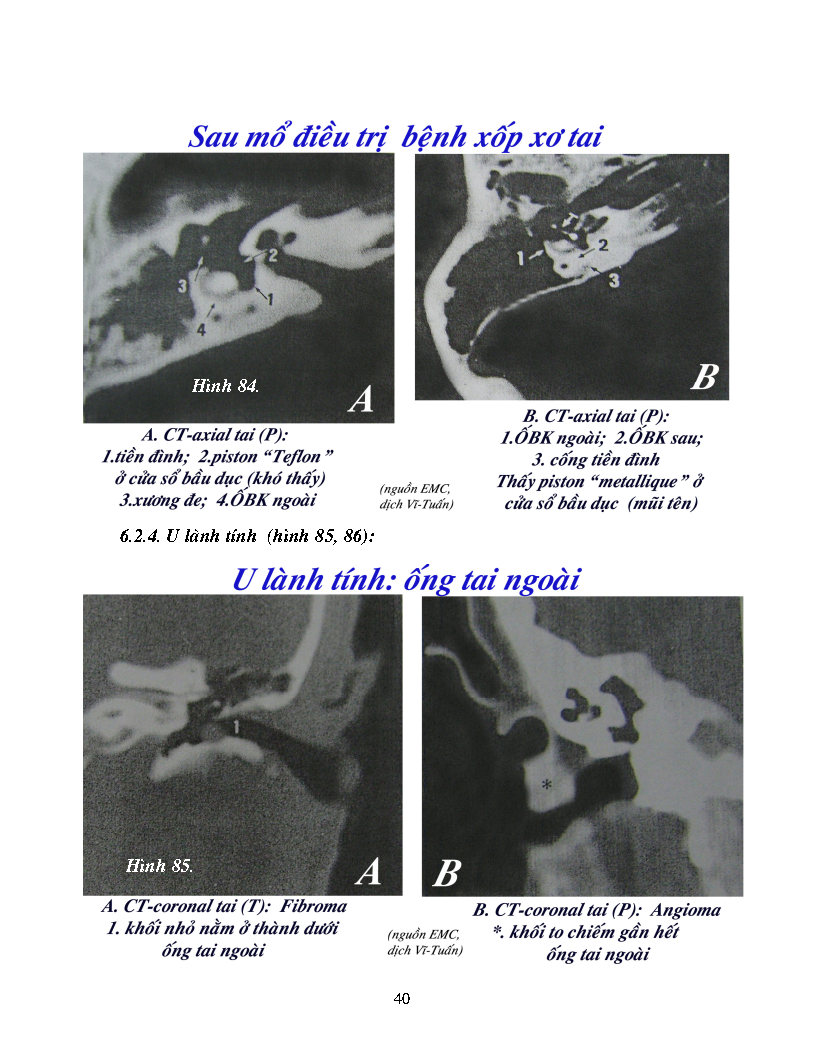 Sau mổ điều trị bệnh xốp xơ tai
T
1
2
3
3
2
1
4
Hình 84.
A
B
A. CT-axial tai (P):
1.tiền đình; 2.piston “Teflon”
ở cửa sổ bầu dục (khó thấy)
3.xương đe; 4.ỐBK ngoài
(nguồn EMC,
dịch Vĩ-Tuấn)
B. CT-axial tai (P):
1.ỐBK ngoài; 2.ỐBK sau;
3. cống tiền đình
Thấy piston “metallique” ở
cửa sổ bầu dục (mũi tên)
6.2.4. U lành tính (hình 85, 86):
U lành tính: ống tai ngoài
1
*
Hình 85.
A
B
A. CT-coronal tai (T): Fibroma
1. khối nhỏ nằm ở thành dưới
ống tai ngoài
(nguồn EMC,
dịch Vĩ-Tuấn)
B. CT-coronal tai (P): Angioma
*. khối to chiếm gần hết
ống tai ngoài
40